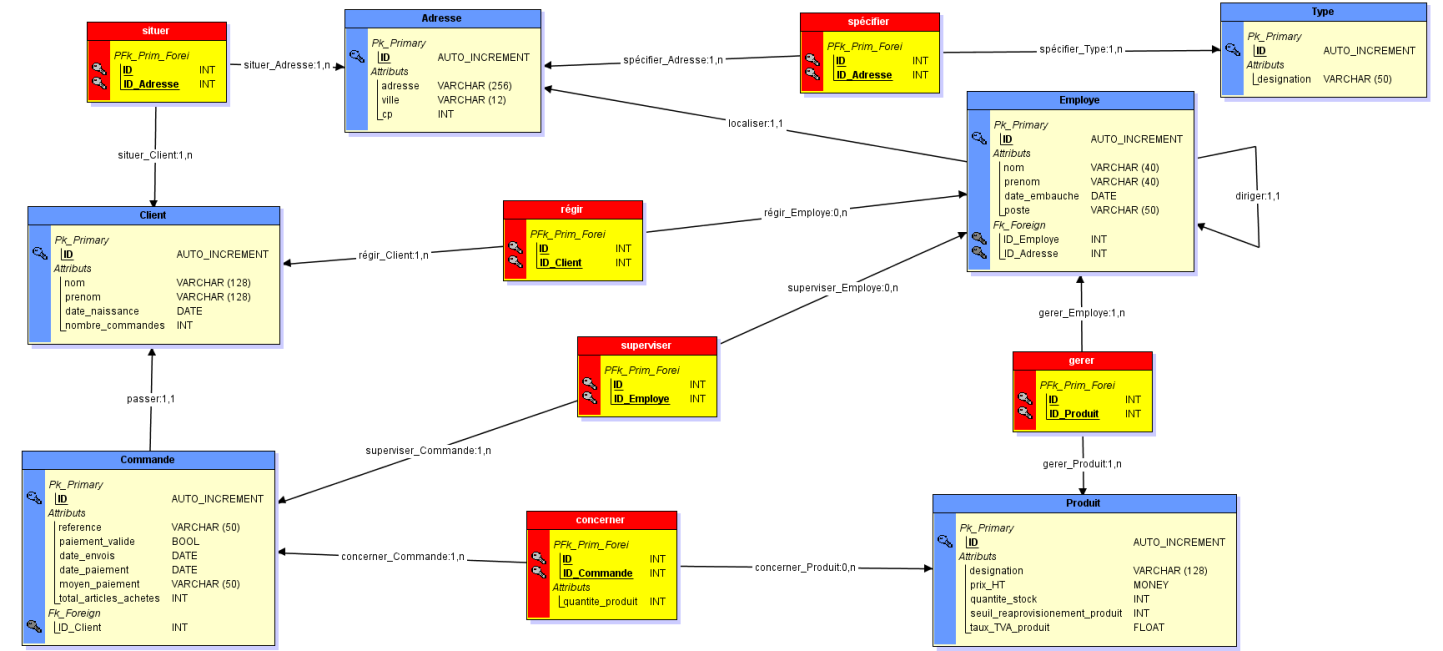 situer
PFk_Prim_Forei
ID INT
ID_Adresse INT
situer_Adresse:1,n
situer_Client:1,n
Adresse
Pk_Primary
ID AUTO_INCREMENT
Attributs
adresse VARCHAR (256)
ville VARCHAR (12)
cp INT
spécifier_Adresse:1,n
spécifier
PFk_Prim_Forei
ID INT
ID_Adresse INT
spécifier_Type:1,n
Type
Pk_Primary
ID AUTO_INCREMENT
Attributs
designation VARCHAR (50)
localiser:1,1
Employe
Pk_Primary
ID AUTO_INCREMENT
Attributs
nom VARCHAR (40)
prenom VARCHAR (40)
date_embauche DATE
poste VARCHAR (50)
Fk_Foreign
ID_Employe INT
ID_Adresse INT
diriger:1,1
Client
Pk_Primary
ID AUTO_INCREMENT
Attributs
nom VARCHAR (128)
prenom VARCHAR (128)
date_naissance DATE
nombre_commandes INT
régir_Client:1,n
régir
PFk_Prim_Forei
ID INT
ID_Client INT
régir_Employe:0,n
superviser_Employe:0,n
superviser
PFk_Prim_Forei
ID INT
ID_Employe INT
superviser_Commande:1,n
gerer_Employe:1,n
gerer
PFk_Prim_Forei
ID INT
ID_Produit INT
gerer_Produit:1,n
passer:1,1
Commande
Pk_Primary
ID AUTO_INCREMENT
Attributs
reference VARCHAR (50)
paiement_valide BOOL
date_envois DATE
date_paiement DATE
moyen_paiement VARCHAR (50)
total_articles_achetes INT
Fk_Foreign
ID_Client INT
concerner_Commande:1,n
concerner
PFk_Prim_Forei
ID INT
ID_Commande INT
Attributs
quantite_produit INT
concerner_Produit:0,n
Produit
Pk_Primary
ID AUTO_INCREMENT
Attributs
designation VARCHAR (128)
prix_HT MONEY
quantite_stock INT
seuil_reaprovisionement_produit INT
taux_TVA_produit FLOAT